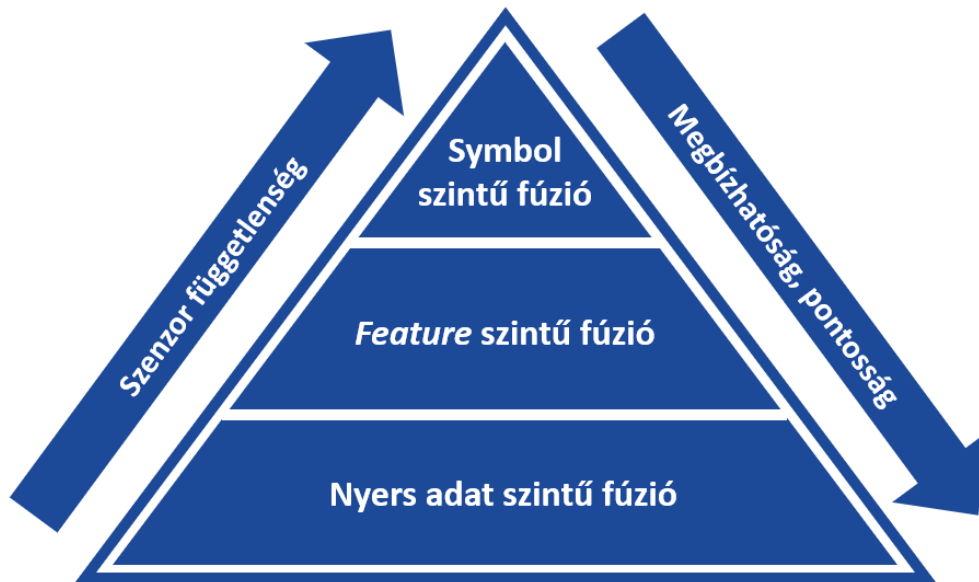 Szenzor függetlenség
Symbol
szintű fúzió
Megbízhatóság, pontosság
Feature szintű fúzió
Nyers adat szintű fúzió